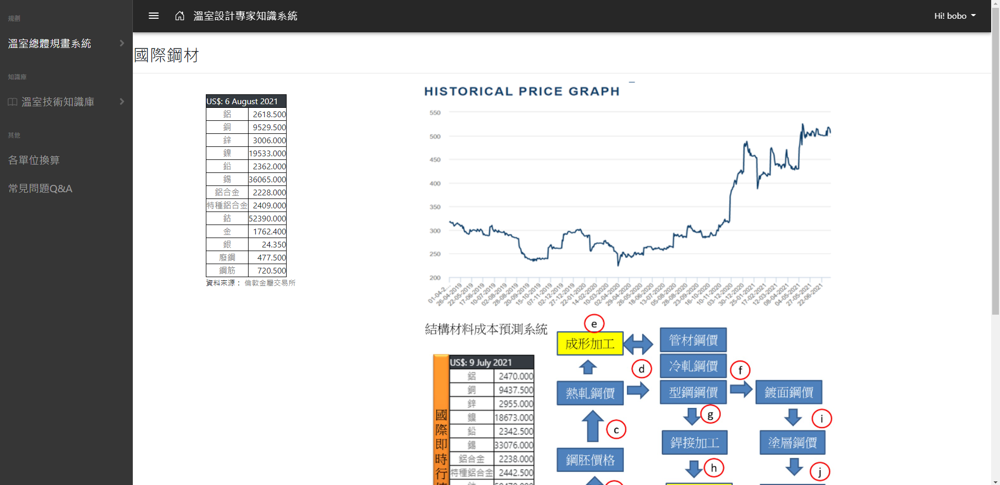 規劃
溫室總體規畫系統
知識庫
溫室技術知識庫
其他
各單位換算
常見問題Q&A
溫室設計專家知識系統
Hi! bobo
國際鋼材
US$: 6 August 2021
鋁 2618.500
銅 9529.500
鋅 3006.000
鎳 19533.000
鉛 2362.000
錫 36065.000
鋁合金 2228.000
特種鋁合金 2409.000
鈷 52390.000
金 1762.400
銀 24.350
廢鋼 477.500
鋼筋 720.500
資料來源： 倫敦金屬交易所
HISTORICAL PRICE GRAPH
550
500
450
400
350
300
250
200
01-04-2...
26-04-2019
22-05-2019
17-06-2019
10-07-2019
02-08-2019
28-08-2019
20-09-2019
15-10-2019
07-11-2019
02-12-2019
27-12-2019
22-01-2020
14-02-2020
10-03-2020
02-04-2020
29-04-2020
26-05-2020
18-06-2020
13-07-2020
05-08-2020
28-08-2020
23-09-2020
16-10-2020
10-11-2020
03-12-2020
30-12-2020
25-01-2021
17-02-2021
12-03-2021
08-04-2021
04-05-2021
27-05-2021
22-06-2021
結構材料成本預測系統
國際即時行
US$: 9 July 2021
鋁 2470.000
銅 9437.500
鋅 2955.000
鎳 18673.000
鉛 2342.500
錫 33076.000
鋁合金 2238.000
特種鋁合金 2442.500
e
成形加工
管材鋼價
冷軋鋼價
d
f
熱軋鋼價
型鋼鋼價
鍍面鋼價
g
i
c
銲接加工
塗層鋼價
鋼胚價格
h
j